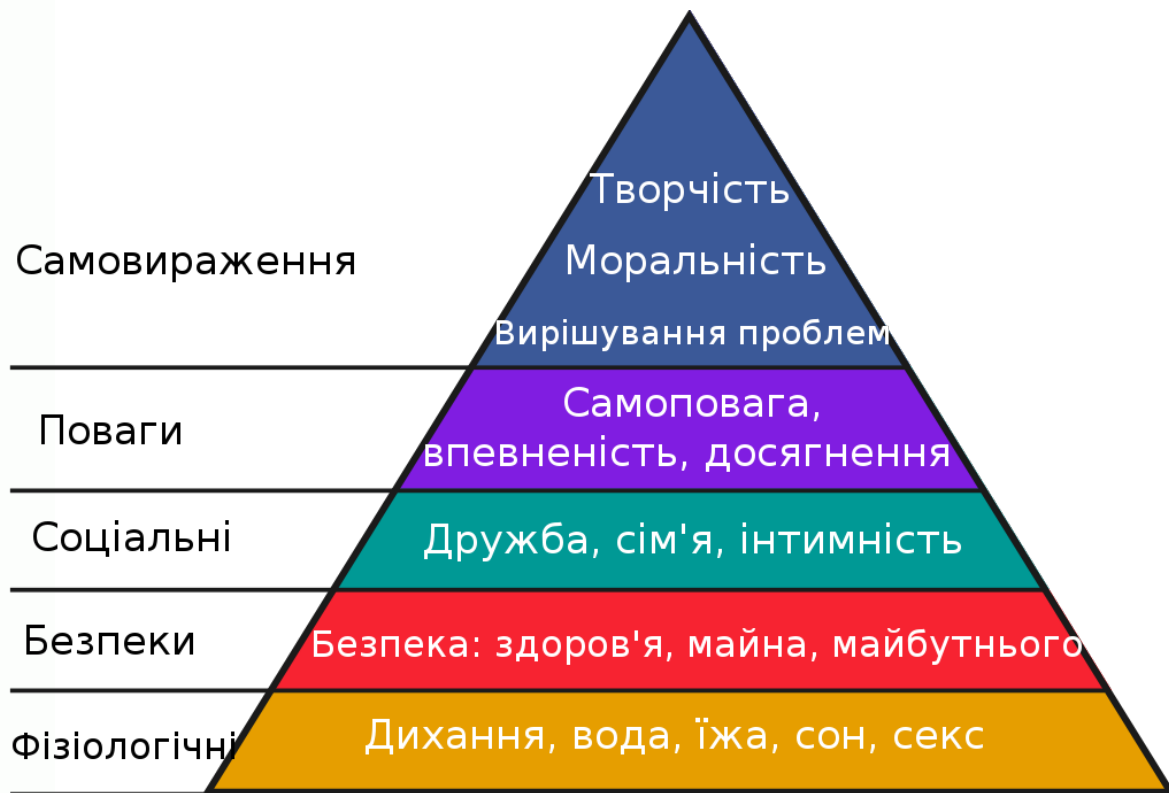 Творчість
Самовираження
Моральність
Вирішування проблем
Поваги
Самоповага,
впевненість, досягнення
Соціальні
Дружба, сім'я, інтимність
Безпеки
Безпека: здоров'я, майна, майбутнього
Фізіологічні
Дихання, вода, їжа, сон, секс